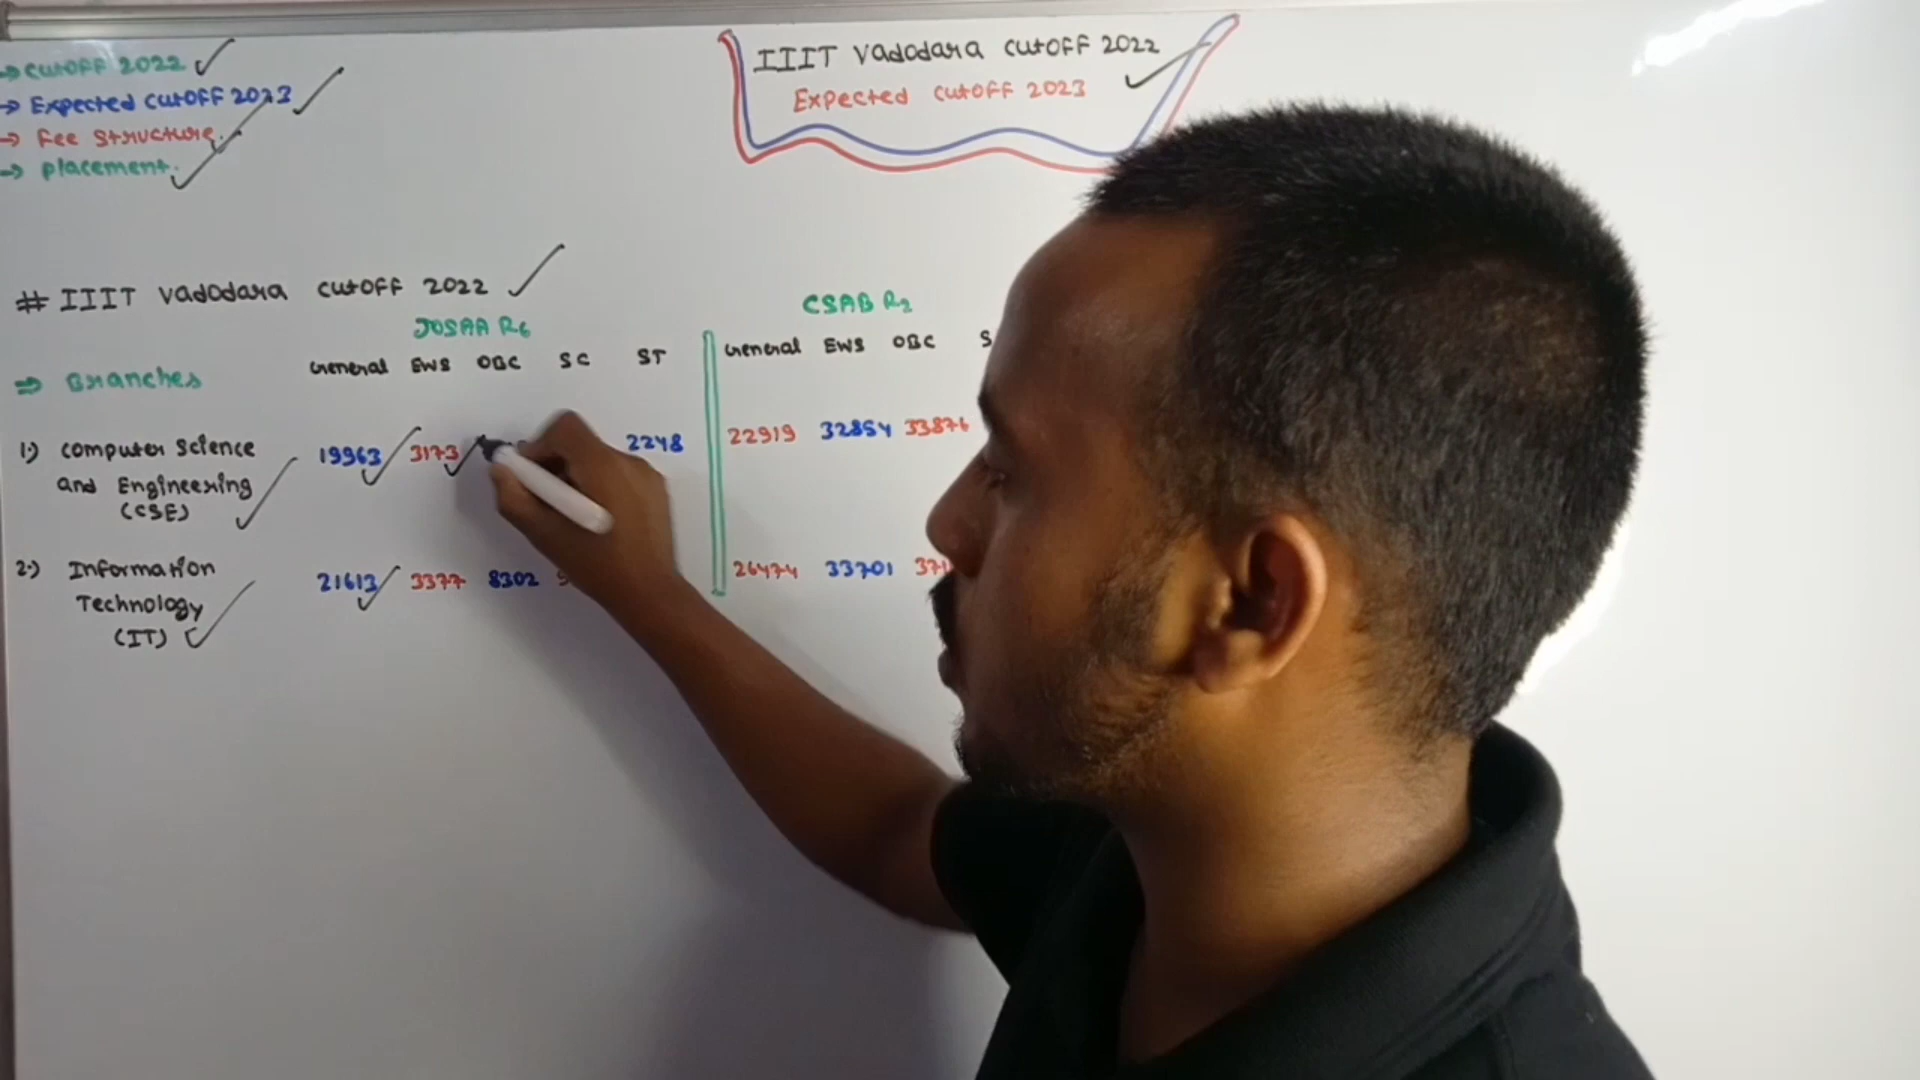 → Cutoff 2022
→ Expected Cutoff 2023
→ Fee Structure.
→ Placement.
IIIT Vadodara Cutoff 2022
Expected Cutoff 2023
# IIIT Vadodara Cutoff 2022
JOSAA R6
CSAB R2
⇒ Branches
General EWS OBC SC ST
General EWS OBC S
1.) Computer Science
and Engineering
(CSE)
19963 3173 2248
22919 32854 33876
2.) Information
Technology
(IT)
21613 3377 8302
26474 33701